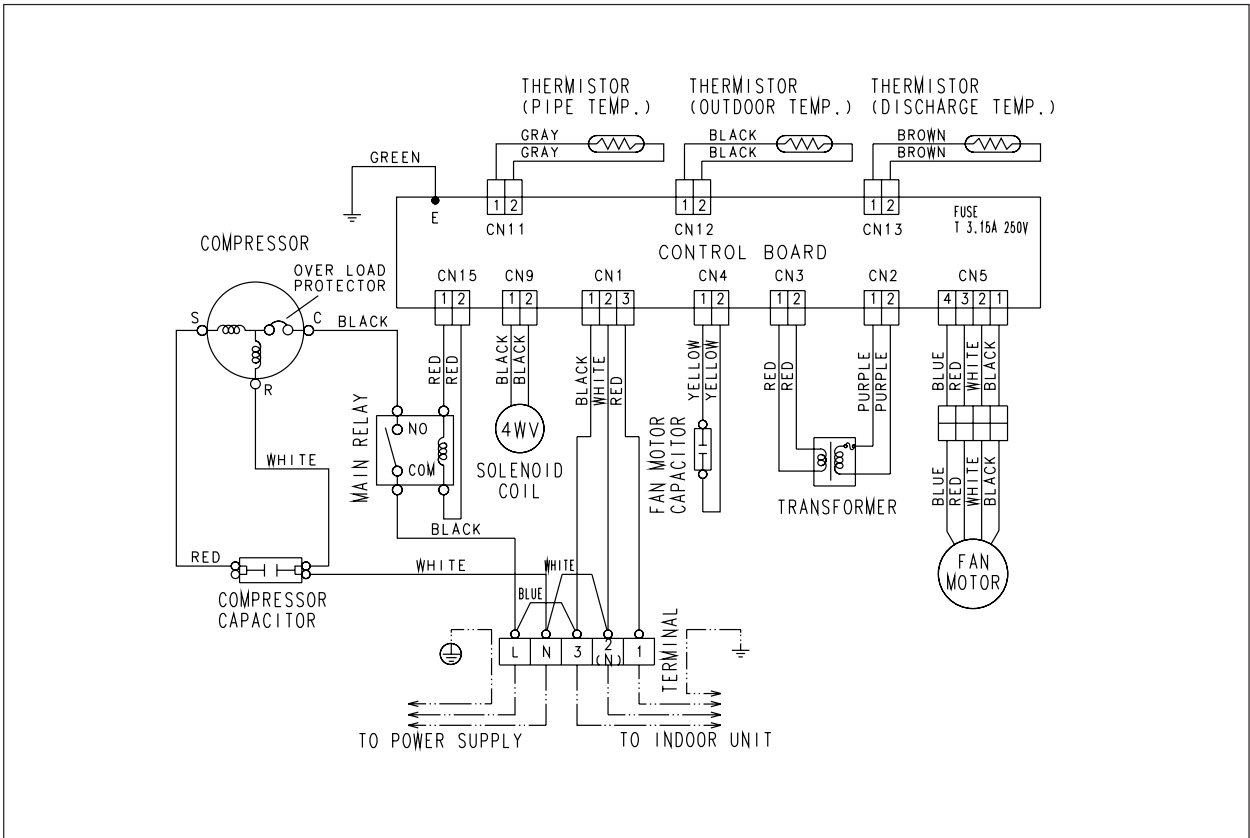 THERMISTOR
(PIPE TEMP.)
THERMISTOR
(OUTDOOR TEMP.)
THERMISTOR
(DISCHARGE TEMP.)
GRAY
GRAY
BLACK
BLACK
BROWN
BROWN
GREEN
E
1 2
CN11
1 2
CN12
1 2
CN13
FUSE
T 3.15A 250V
CONTROL BOARD
COMPRESSOR
OVER LOAD
PROTECTOR
S
C
R
BLACK
CN15
1 2
CN9
1 2
CN1
1 2 3
CN4
1 2
CN3
1 2
CN2
1 2
CN5
4 3 2 1
RED
RED
BLACK
BLACK
BLACK
WHITE
RED
YELLOW
YELLOW
RED
RED
PURPLE
PURPLE
BLUE
RED
WHITE
BLACK
MAIN RELAY
NO
COM
4WV
SOLENOID
COIL
FAN MOTOR
CAPACITOR
TRANSFORMER
BLUE
RED
WHITE
BLACK
FAN
MOTOR
WHITE
BLACK
RED
WHITE
WHITE
BLUE
COMPRESSOR
CAPACITOR
L N 3 2 1
(N)
TERMINAL
TO POWER SUPPLY
TO INDOOR UNIT